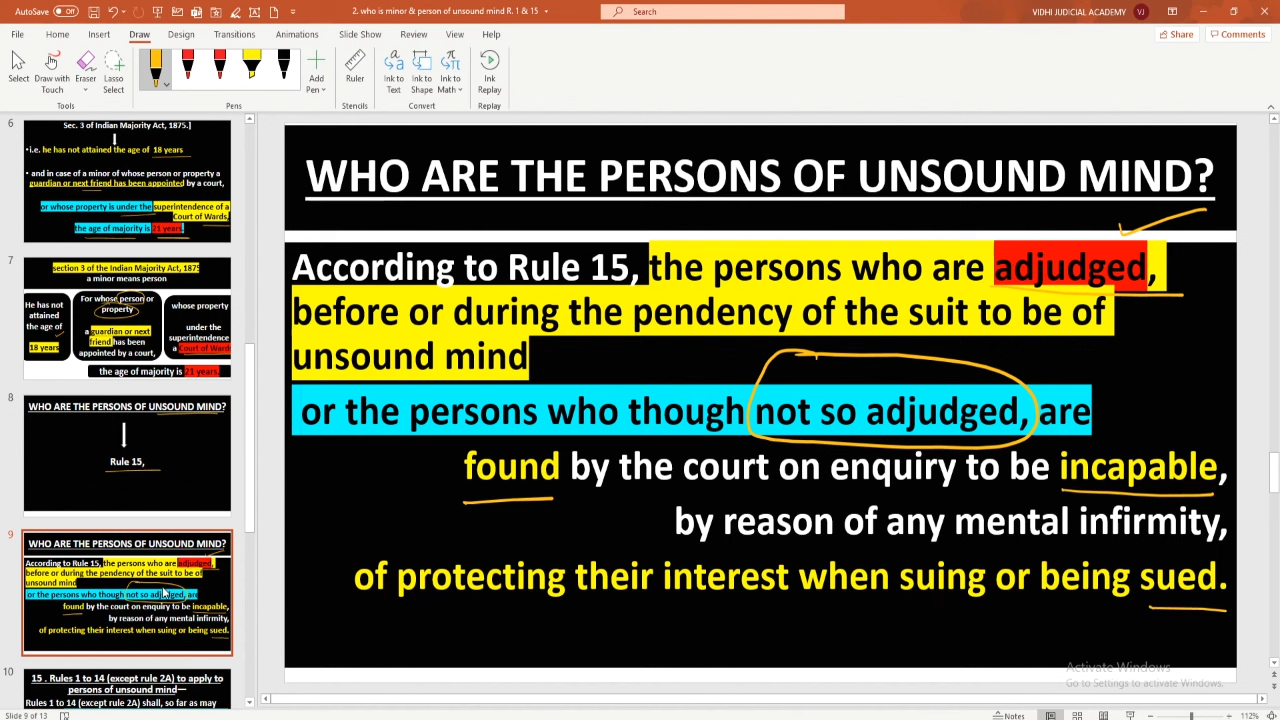 AutoSave Off
2. who is minor & person of unsound mind R. 1 & 15
Search
VIDHI JUDICIAL ACADEMY VJ
File Home Insert Draw Design Transitions Animations Slide Show Review View Help
Share Comments
Select
Draw with Touch
Eraser
Lasso Select
Add Pen
Ruler
Ink to Text
Ink to Shape
Ink to Math
Ink Replay
Tools Pens Stencils Convert Replay
6
Sec. 3 of Indian Majority Act, 1875.]
•i.e. he has not attained the age of 18 years
•and in case of a minor of whose person or property a
guardian or next friend has been appointed by a court,
or whose property is under the superintendence of a
Court of Wards,
the age of majority is 21 years.
7
section 3 of the Indian Majority Act, 1875
a minor means person
He has not
attained
the age of
18 years
For whose person or
property
a guardian or next
friend has been
appointed by a court,
whose property
under the
superintendence
a Court of Wards
the age of majority is 21 years.
8
WHO ARE THE PERSONS OF UNSOUND MIND?
Rule 15,
9
WHO ARE THE PERSONS OF UNSOUND MIND?
According to Rule 15, the persons who are adjudged,
before or during the pendency of the suit to be of
unsound mind
or the persons who though not so adjudged, are
found by the court on enquiry to be incapable,
by reason of any mental infirmity,
of protecting their interest when suing or being sued.
10
15 . Rules 1 to 14 (except rule 2A) to apply to
persons of unsound mind—
Rules 1 to 14 (except rule 2A) shall, so far as may
WHO ARE THE PERSONS OF UNSOUND MIND?
According to Rule 15, the persons who are adjudged,
before or during the pendency of the suit to be of
unsound mind
or the persons who though not so adjudged, are
found by the court on enquiry to be incapable,
by reason of any mental infirmity,
of protecting their interest when suing or being sued.
Activate Windows
Go to Settings to activate Windows.
Slide 9 of 13
Notes
112%